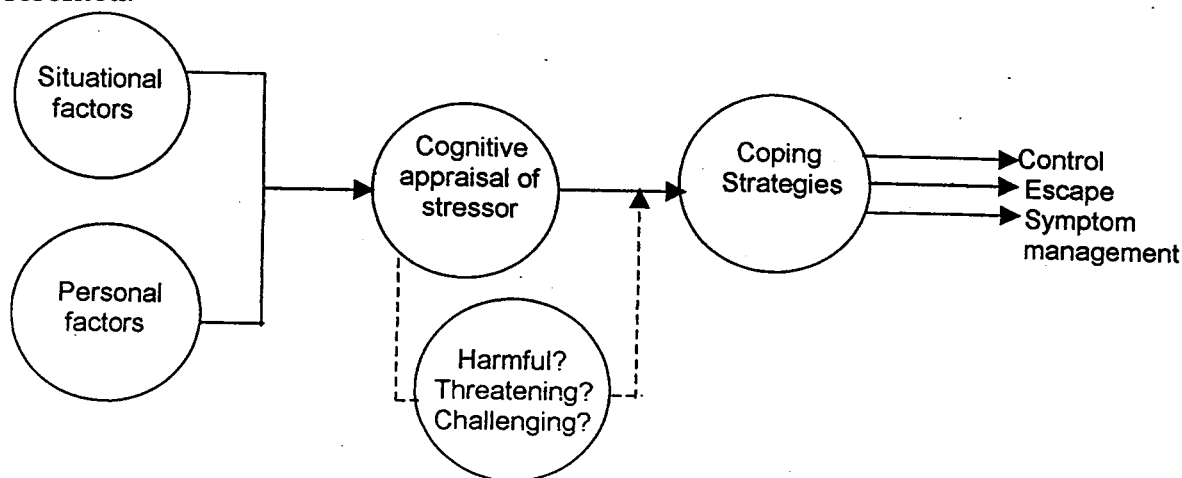 Situational
factors
Personal
factors
Cognitive
appraisal of
stressor
Harmful?
Threatening?
Challenging?
Coping
Strategies
Control
Escape
Symptom
management